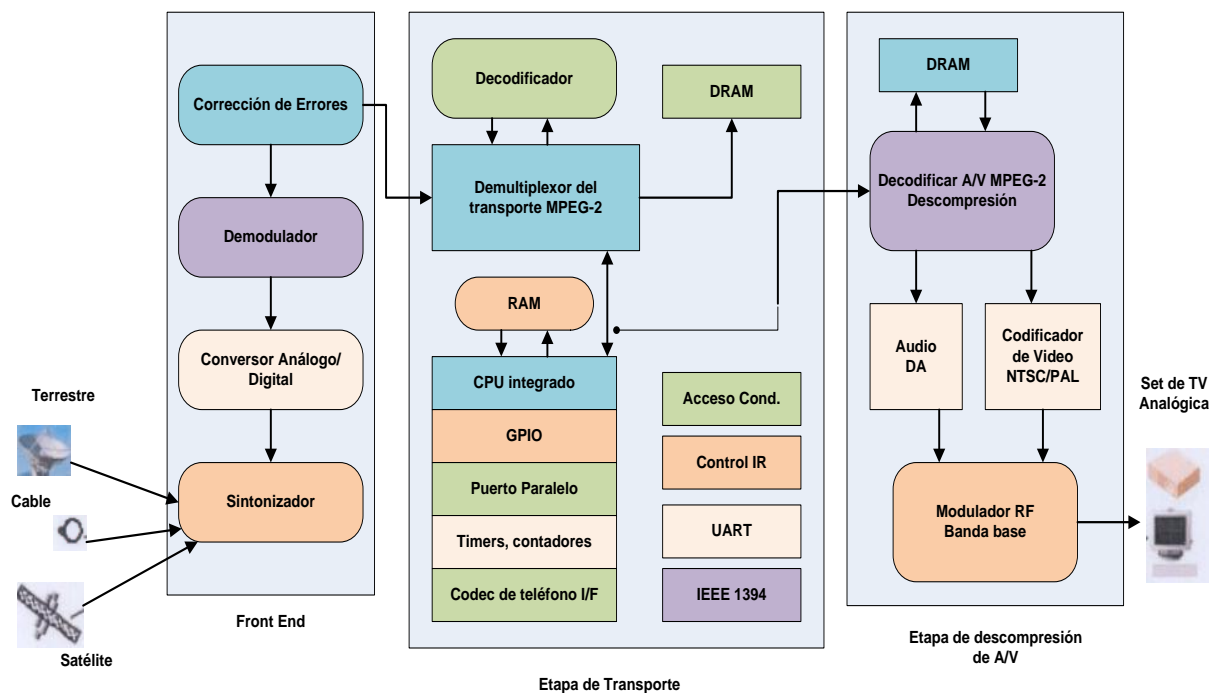 Terrestre
Cable
Satélite
Corrección de Errores
Demodulador
Conversor Análogo/
Digital
Sintonizador
Front End
Decodificador
DRAM
Demultiplexor del
transporte MPEG-2
RAM
CPU integrado
GPIO
Puerto Paralelo
Timers, contadores
Codec de teléfono I/F
Acceso Cond.
Control IR
UART
IEEE 1394
Etapa de Transporte
DRAM
Decodificar A/V MPEG-2
Descompresión
Audio
DA
Codificador
de Video
NTSC/PAL
Modulador RF
Banda base
Etapa de descompresión
de A/V
Set de TV
Analógica